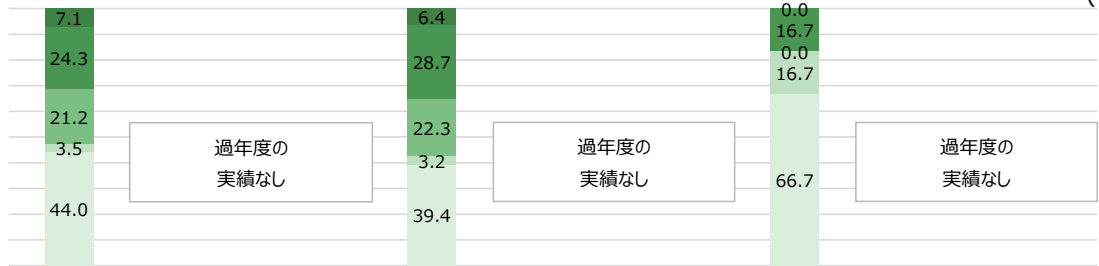 7.1
24.3
21.2
3.5
44.0
過年度の
実績なし
6.4
28.7
22.3
3.2
39.4
過年度の
実績なし
0.0
16.7
0.0
16.7
66.7
過年度の
実績なし
(